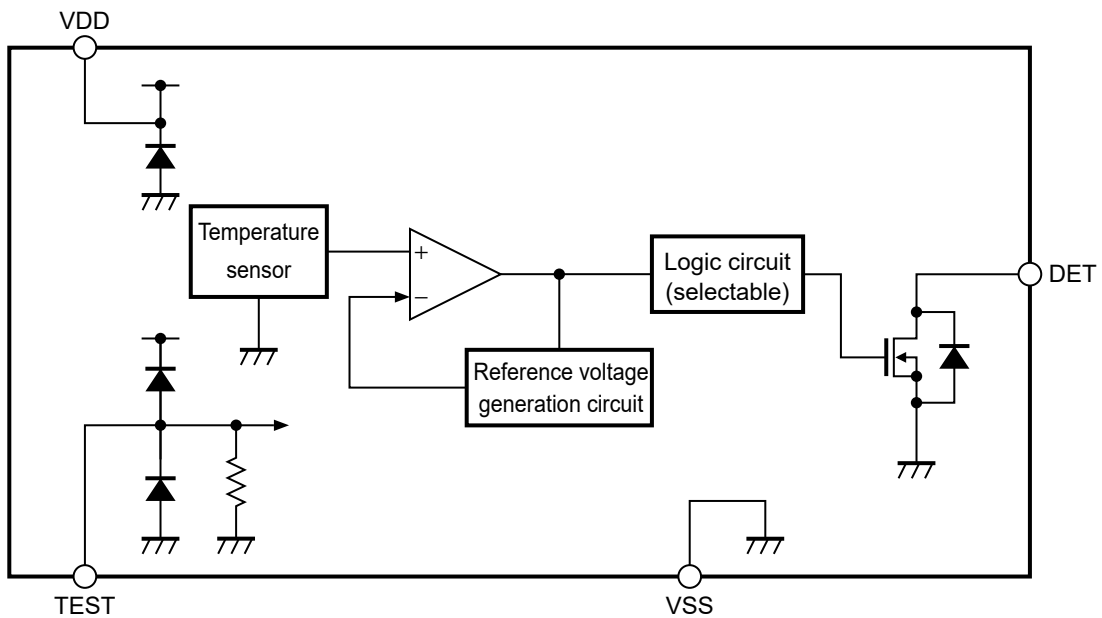 VDD
Temperature
sensor
+
−
Logic circuit
(selectable)
DET
Reference voltage
generation circuit
TEST
VSS